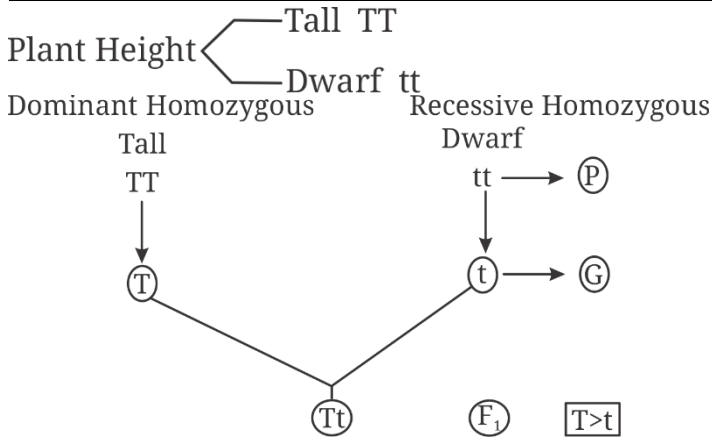 Tall TT
Plant Height
Dwarf tt
Dominant Homozygous Recessive Homozygous
Tall Dwarf
TT tt P
T t G
Tt F₁ T>t